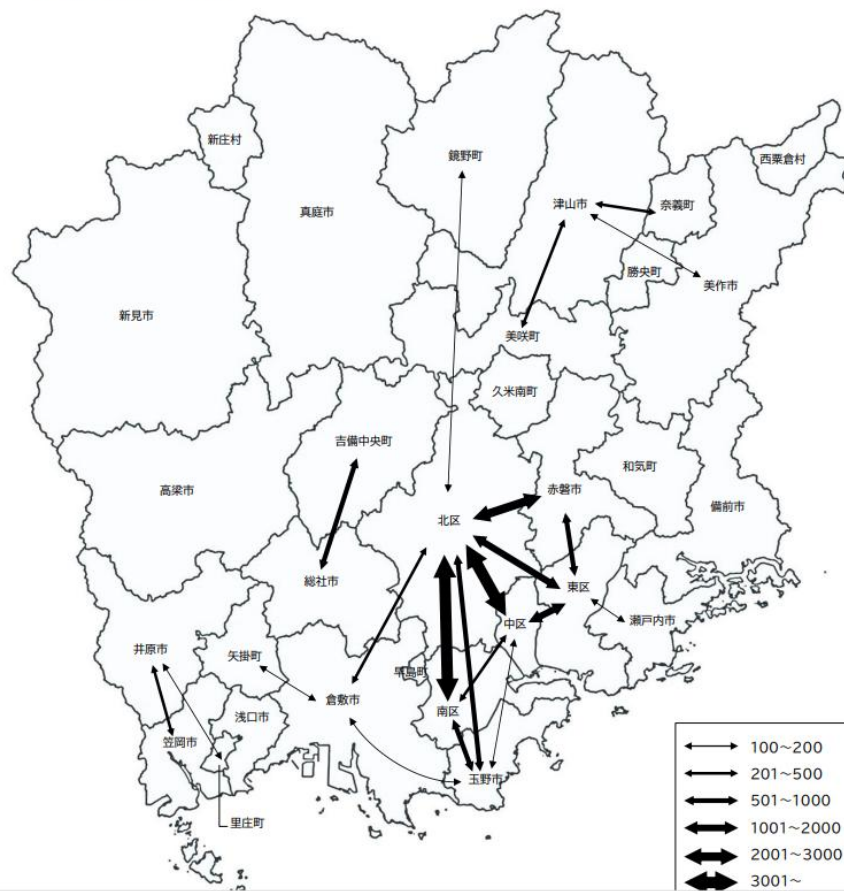 新庄村
鏡野町
西粟倉村
真庭市
津山市
奈義町
勝央町
美作市
新見市
美咲町
久米南町
吉備中央町
和気町
高梁市
赤磐市
備前市
北区
総社市
東区
瀬戸内市
中区
井原市
矢掛町
早島町
倉敷市
浅口市
南区
笠岡市
玉野市
里庄町
100~200
201~500
501~1000
1001~2000
2001~3000
3001~